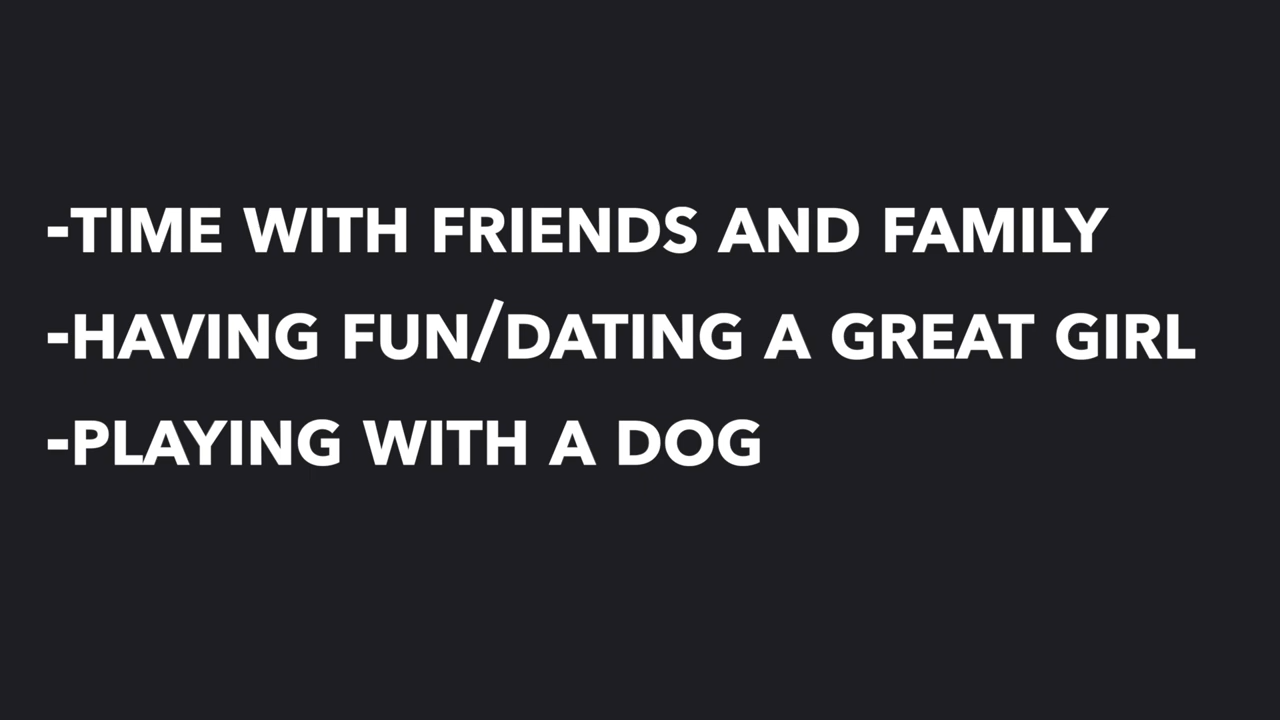 -TIME WITH FRIENDS AND FAMILY
-HAVING FUN/DATING A GREAT GIRL
-PLAYING WITH A DOG